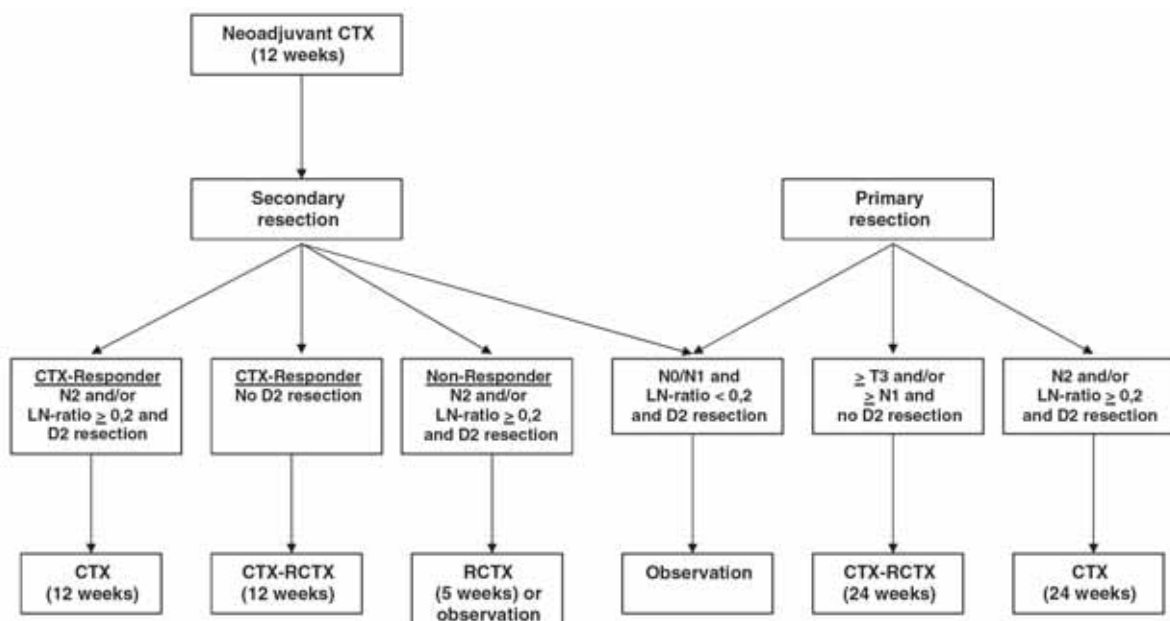 Neoadjuvant CTX
(12 weeks)
Secondary
resection
Primary
resection
CTX-Responder
N2 and/or
LN-ratio ≥ 0,2 and
D2 resection
CTX-Responder
No D2 resection
Non-Responder
N2 and/or
LN-ratio ≥ 0,2
and D2 resection
N0/N1 and
LN-ratio < 0,2
and D2 resection
≥ T3 and/or
≥ N1 and
no D2 resection
N2 and/or
LN-ratio ≥ 0,2
and D2 resection
CTX
(12 weeks)
CTX-RCTX
(12 weeks)
RCTX
(5 weeks) or
observation
Observation
CTX-RCTX
(24 weeks)
CTX
(24 weeks)